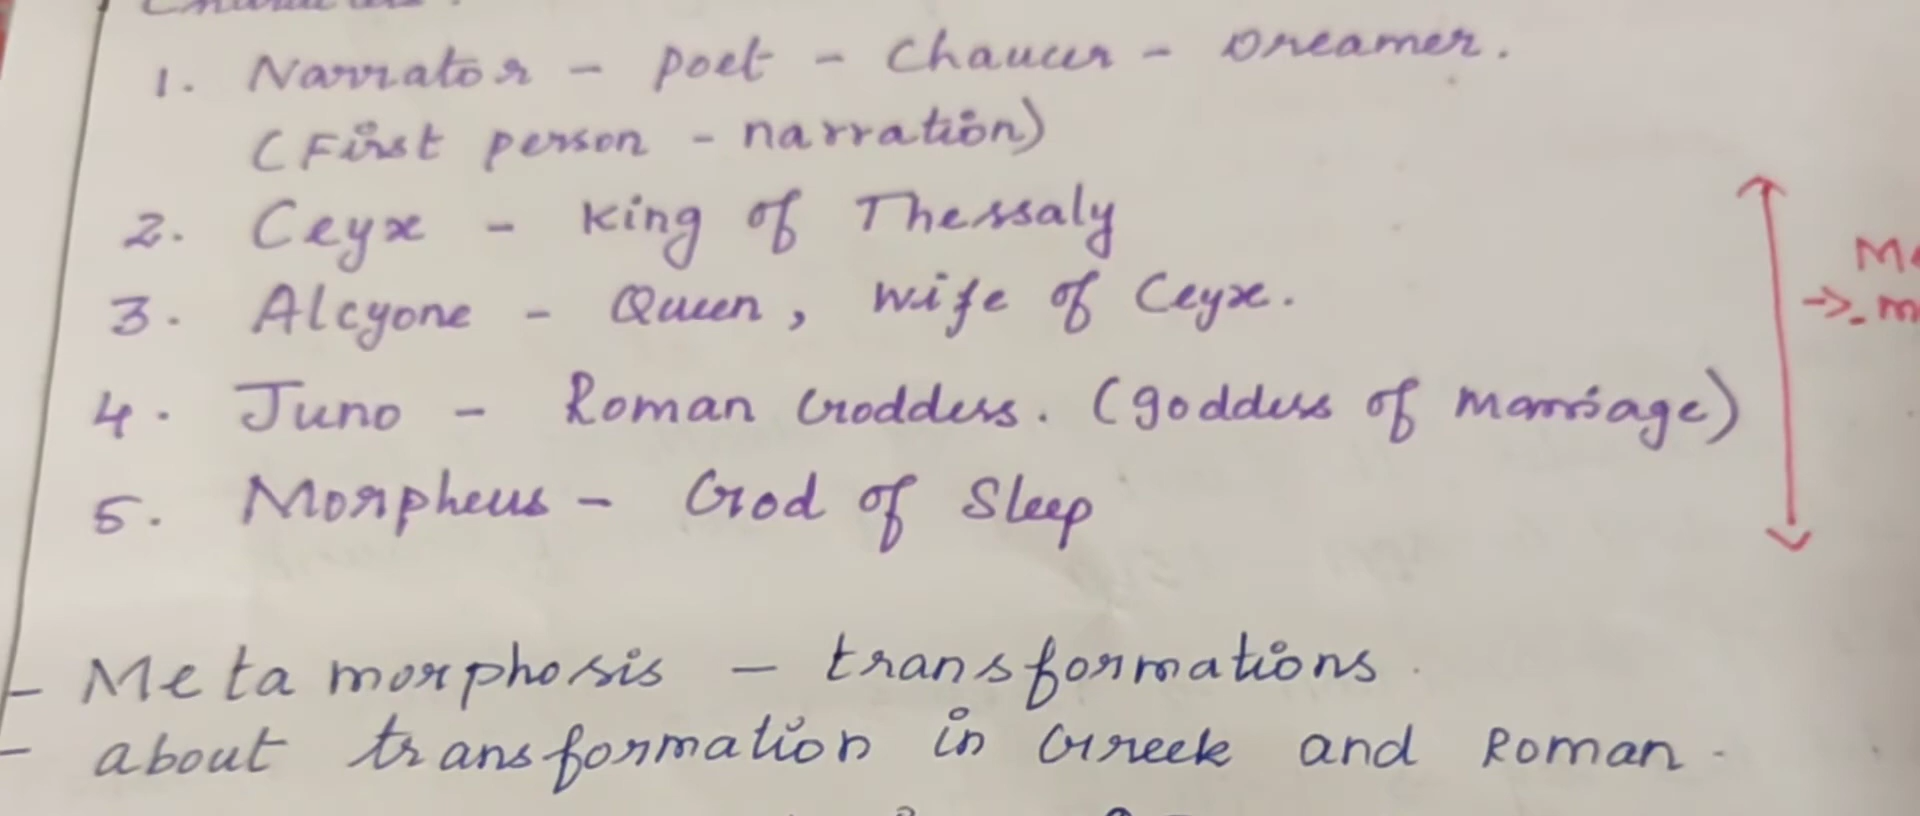 1. Narrator - poet - Chaucer - Dreamer.
(First person - narration)
2. Ceyx - King of Thessaly
3. Alcyone - Queen, wife of Ceyx.
4. Juno - Roman Goddess. (goddess of marriage)
5. Morpheus - God of Sleep
- Metamorphosis - transformations.
- about transformation in Greek and Roman -